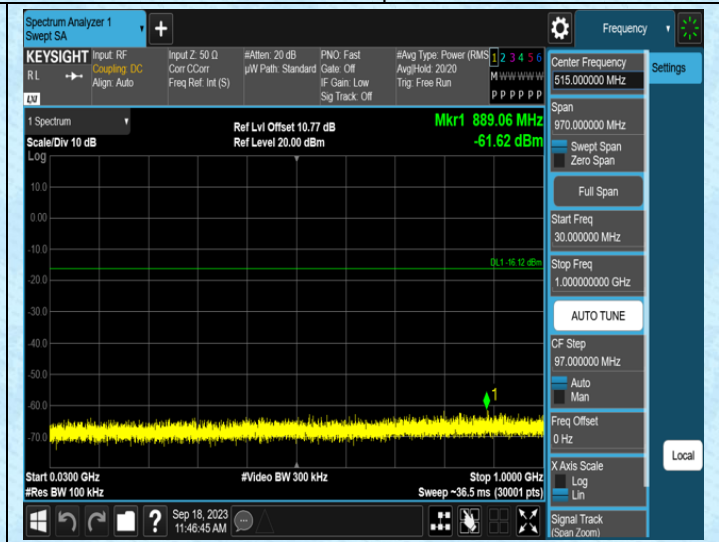 Spectrum Analyzer 1
Swept SA
Frequency
KEYSIGHT
RL
LXI
Input: RF
Coupling: DC
Align: Auto
Input Z: 50 Ω
Corr CCorr
Freq Ref: Int (S)
#Atten: 20 dB
µW Path: Standard
PNO: Fast
Gate: Off
IF Gain: Low
Sig Track: Off
#Avg Type: Power (RMS
Avg|Hold: 20/20
Trig: Free Run
1 2 3 4 5 6
M W W W W W
P P P P P P
Center Frequency
515.000000 MHz
Settings
1 Spectrum
Scale/Div 10 dB
Log
Ref Lvl Offset 10.77 dB
Ref Level 20.00 dBm
Mkr1 889.06 MHz
-61.62 dBm
Span
970.000000 MHz
Swept Span
Zero Span
Full Span
Start Freq
30.000000 MHz
Stop Freq
1.000000000 GHz
AUTO TUNE
CF Step
97.000000 MHz
Auto
Man
Freq Offset
0 Hz
X Axis Scale
Log
Lin
Signal Track
(Span Zoom)
Local
10.0
0.00
-10.0
DL1 -16.12 dBm
-20.0
-30.0
-40.0
-50.0
1
-60.0
-70.0
Start 0.0300 GHz
#Video BW 300 kHz
Stop 1.0000 GHz
#Res BW 100 kHz
Sweep ~36.5 ms (30001 pts)
?
Sep 18, 2023
11:46:45 AM